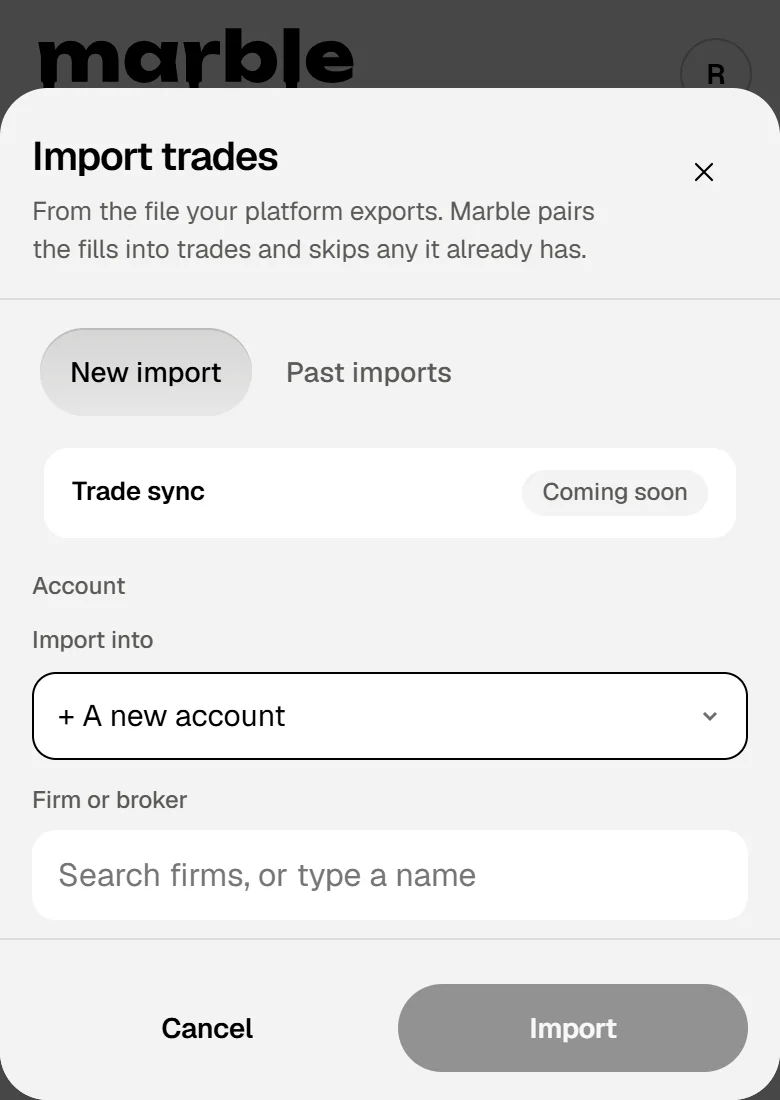 marble
R
Import trades
From the file your platform exports. Marble pairs
the fills into trades and skips any it already has.
New import
Past imports
Trade sync
Coming soon
Account
Import into
+ A new account
Firm or broker
Search firms, or type a name
Cancel
Import